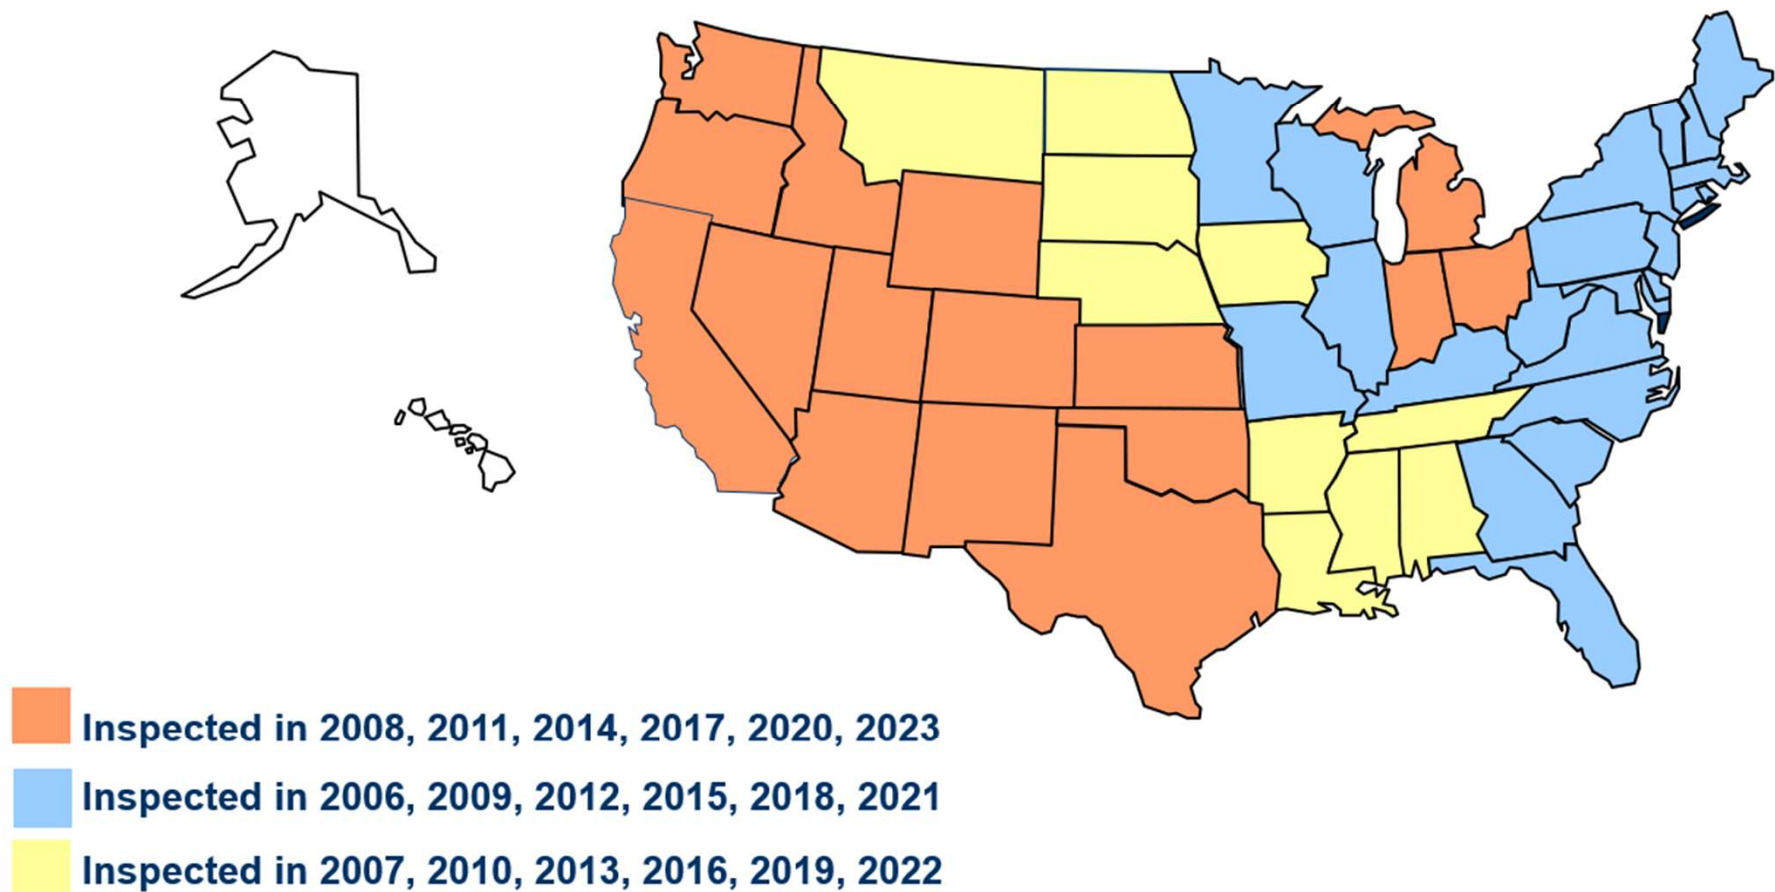 Inspected in 2008, 2011, 2014, 2017, 2020, 2023
Inspected in 2006, 2009, 2012, 2015, 2018, 2021
Inspected in 2007, 2010, 2013, 2016, 2019, 2022